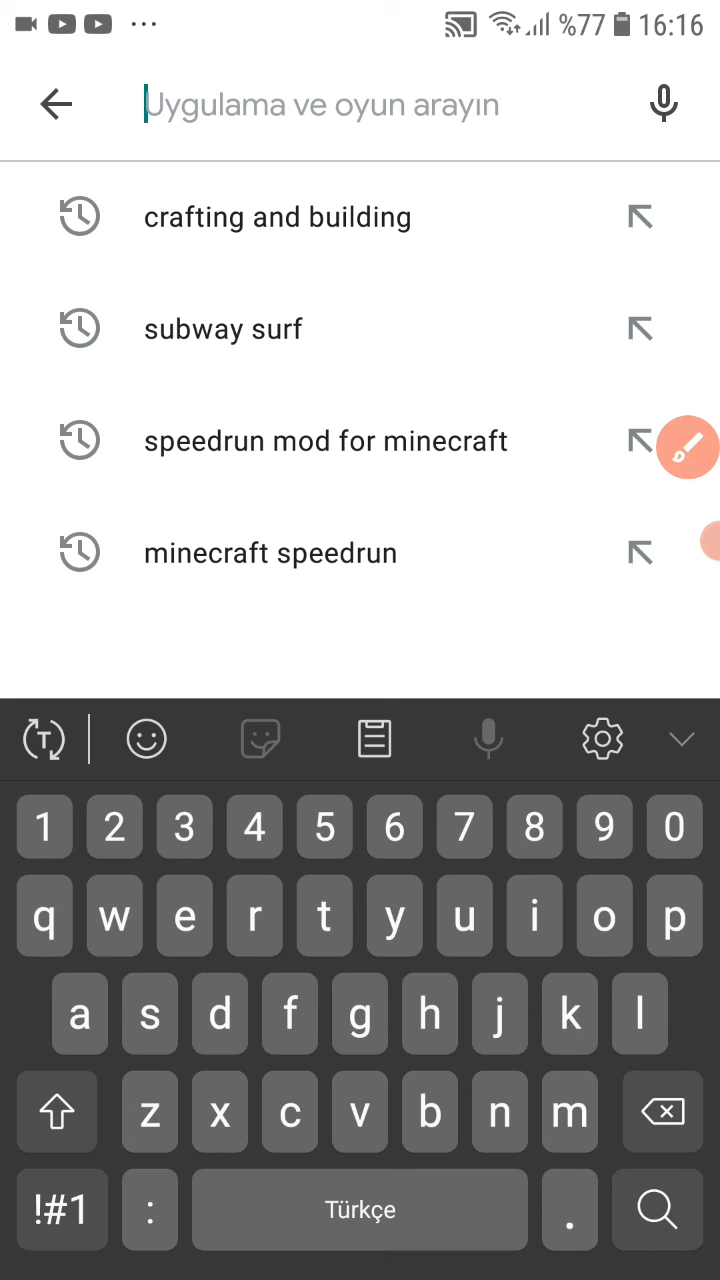 %77 16:16
Uygulama ve oyun arayın
crafting and building
subway surf
speedrun mod for minecraft
minecraft speedrun
T
1 2 3 4 5 6 7 8 9 0
q w e r t y u i o p
a s d f g h j k l
z x c v b n m
!#1 : Türkçe .